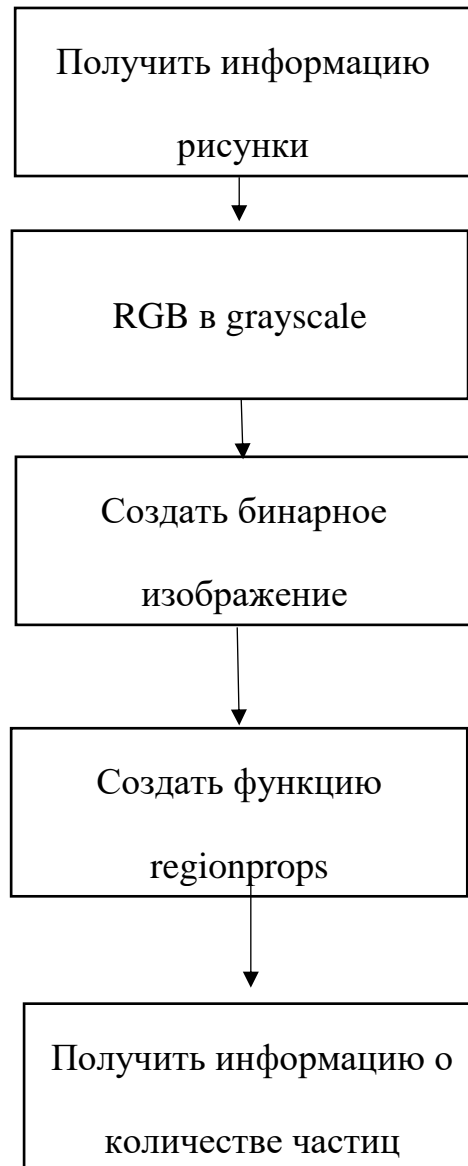 Получить информацию
рисунки
RGB в grayscale
Создать бинарное
изображение
Создать функцию
regionprops
Получить информацию о
количестве частиц